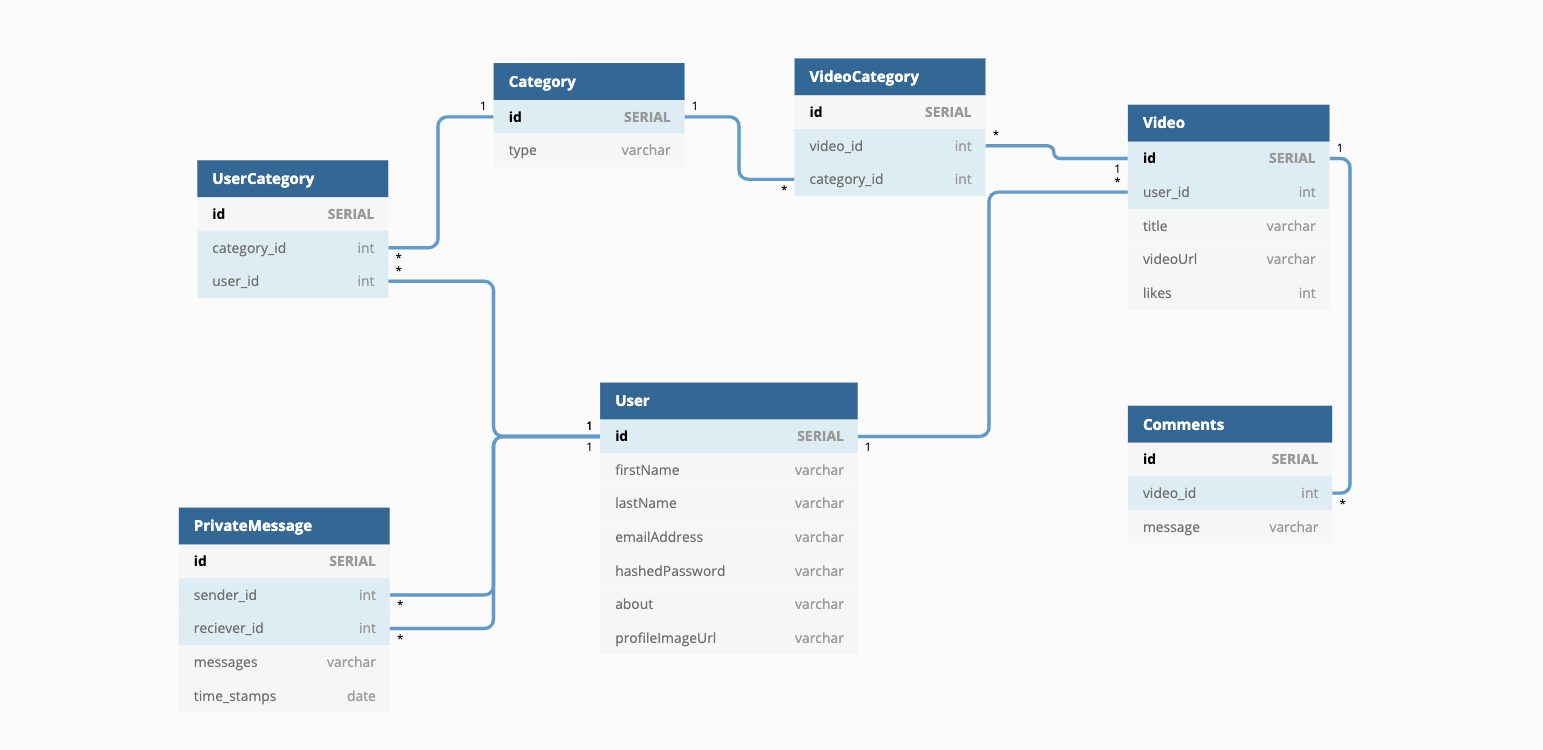 Category
1 id SERIAL 1
type varchar
VideoCategory
id SERIAL
video_id int *
* category_id int
Video
id SERIAL 1
1
*
user_id int
title varchar
videoUrl varchar
likes int
UserCategory
id SERIAL
category_id int
*
*
user_id int
User
1
id SERIAL
1 1
firstName varchar
lastName varchar
emailAddress varchar
hashedPassword varchar
about varchar
profileImageUrl varchar
Comments
id SERIAL
video_id int
*
message varchar
PrivateMessage
id SERIAL
sender_id int
*
reciever_id int
*
messages varchar
time_stamps date